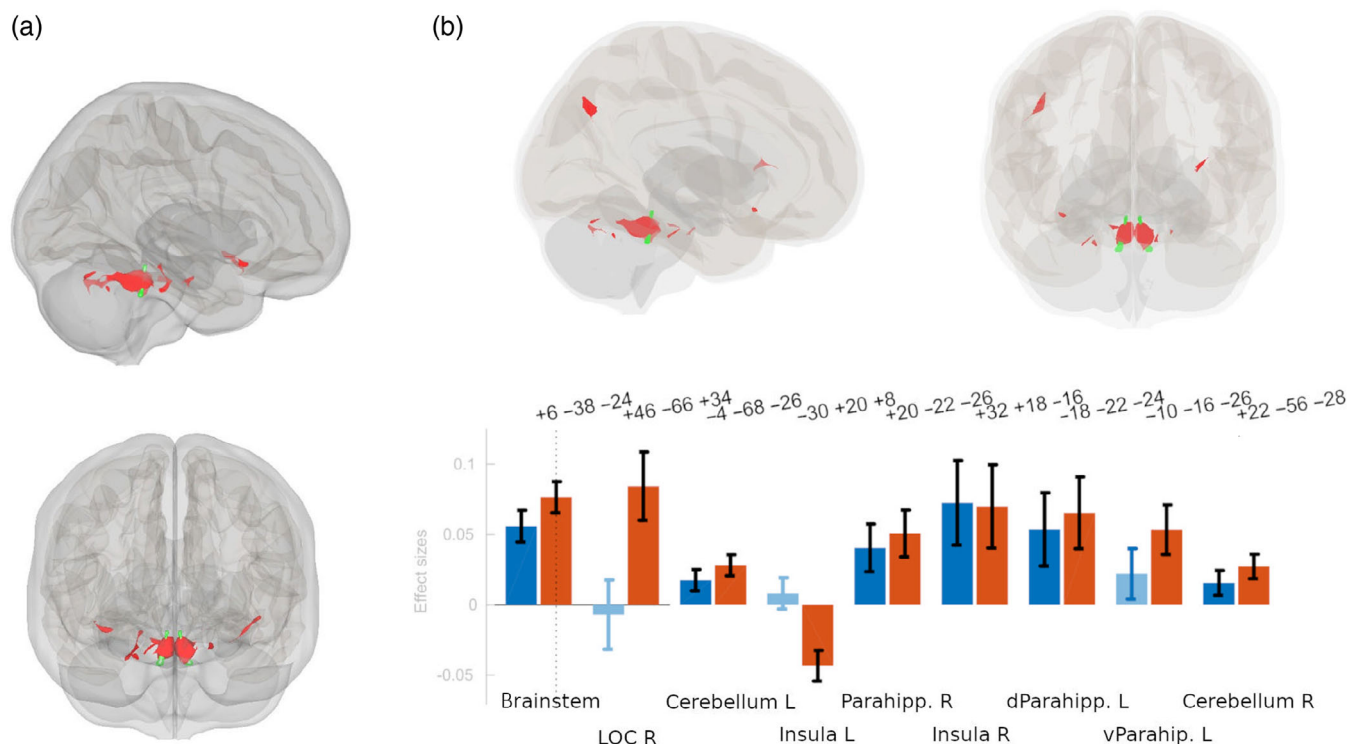 (a)
(b)
+6 −38 −24
+46 −66 +34
−4 −68 −26
−30 +20 +8
+20 −22 −26
+32 +18 −16
−18 −22 −24
−10 −16 −26
+22 −56 −28
0.1
0.05
0
-0.05
Effect sizes
Brainstem
LOC R
Cerebellum L
Insula L
Parahipp. R
Insula R
dParahipp. L
vParahip. L
Cerebellum R